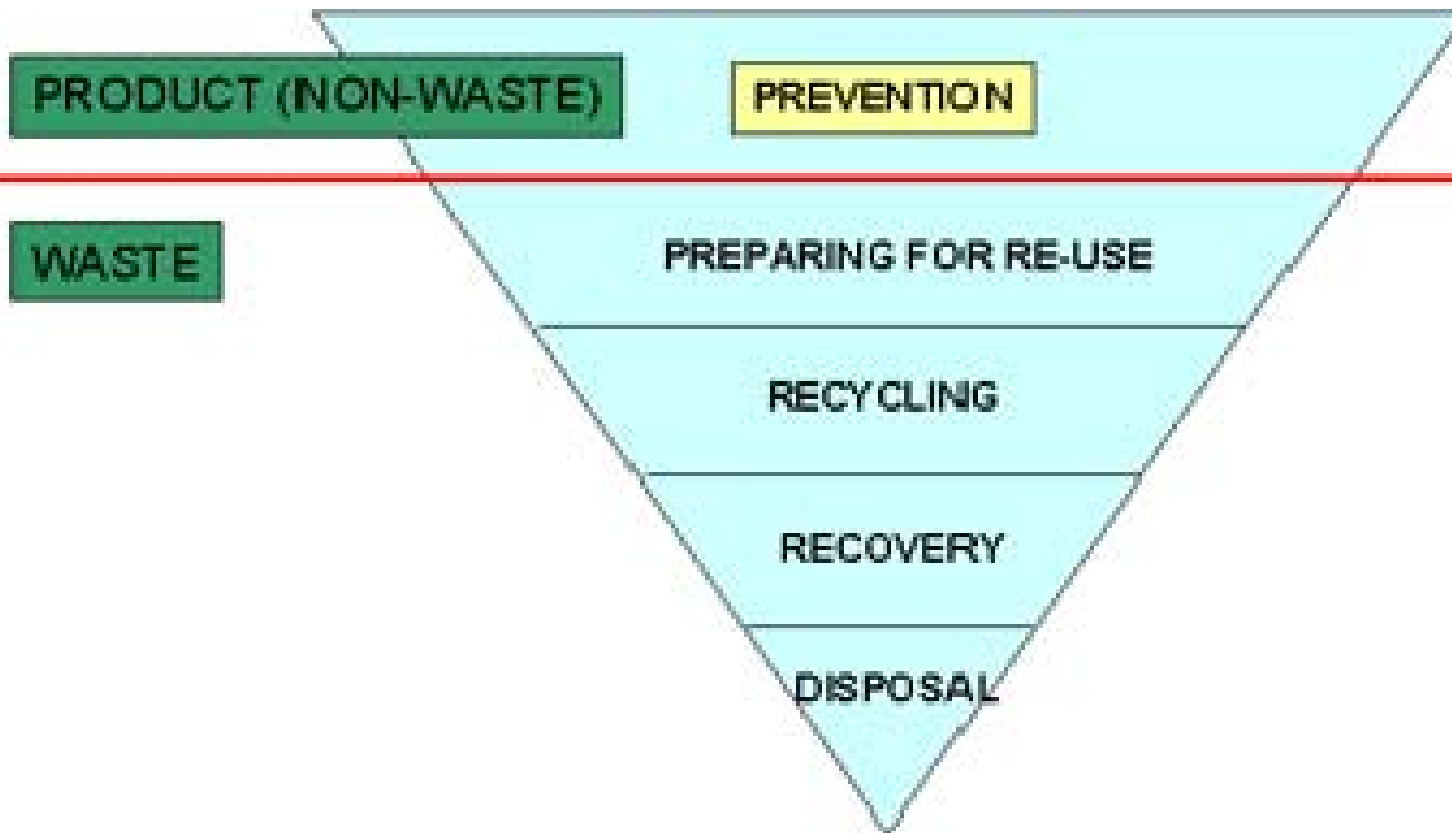 PRODUCT (NON-WASTE) PREVENTION
WASTE
PREPARING FOR RE-USE
RECYCLING
RECOVERY
DISPOSAL